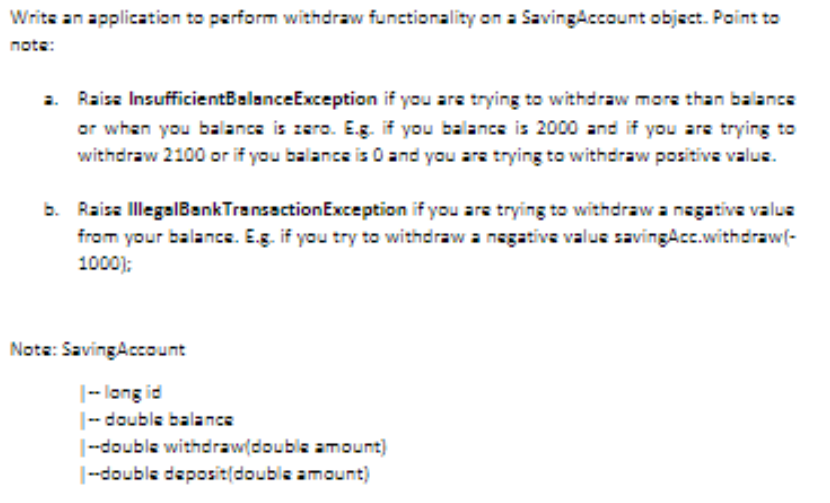 Write an application to perform withdraw functionality on a SavingAccount object. Point to
note:
a. Raise InsufficientBalanceException if you are trying to withdraw more than balance
or when you balance is zero. E.g. if you balance is 2000 and if you are trying to
withdraw 2100 or if you balance is 0 and you are trying to withdraw positive value.
b. Raise IllegalBankTransactionException if you are trying to withdraw a negative value
from your balance. E.g. if you try to withdraw a negative value savingAcc.withdraw(-
1000);
Note: SavingAccount
|-- long id
|-- double balance
|--double withdraw(double amount)
|--double deposit(double amount)